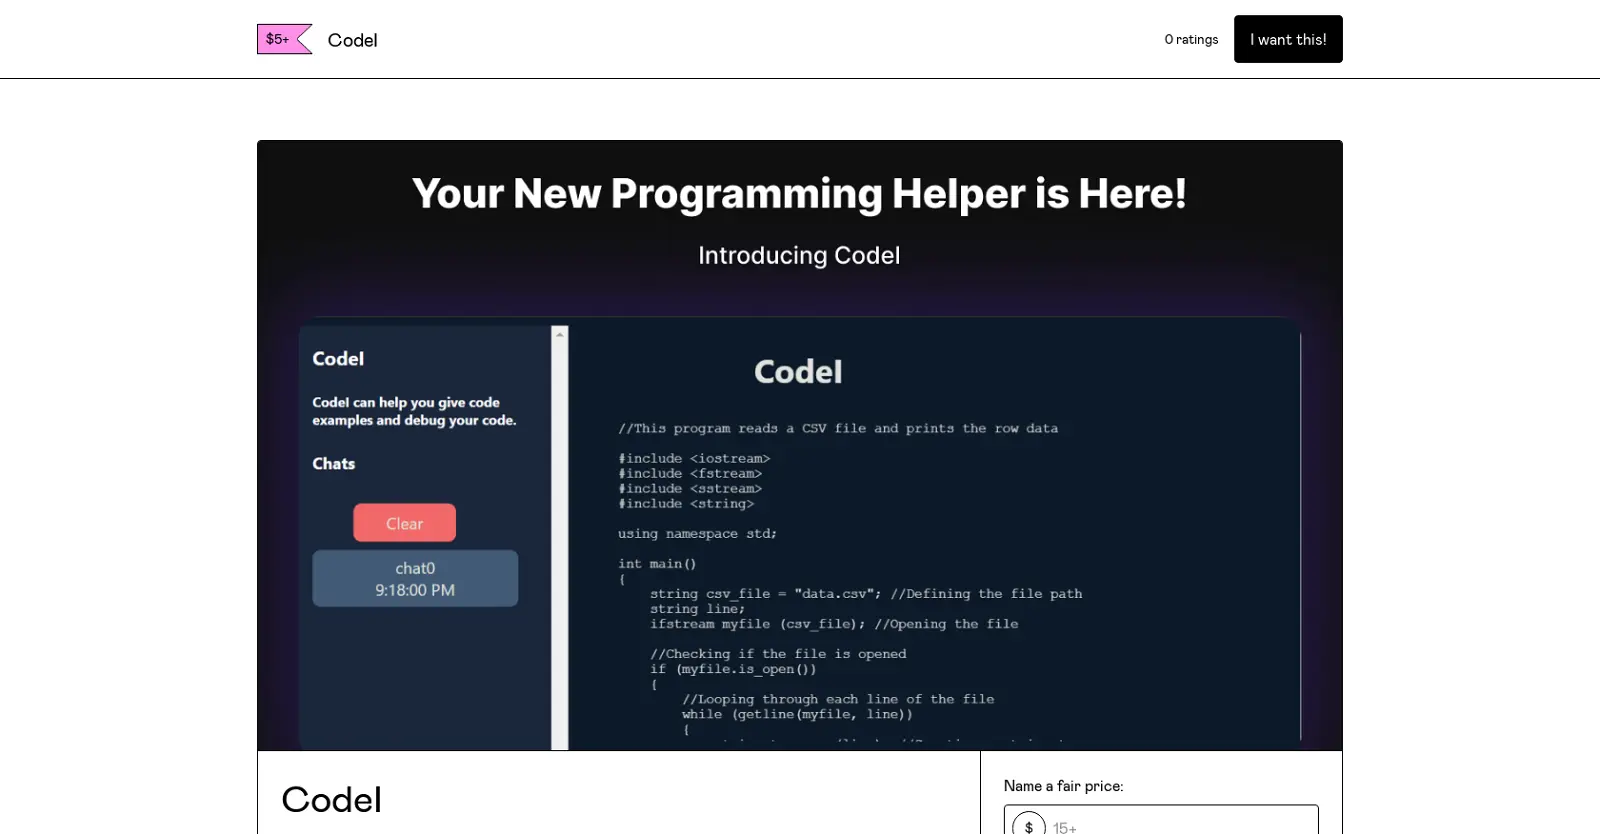 $5+
Codel
0 ratings
I want this!
Your New Programming Helper is Here!
Introducing Codel
Codel
Codel can help you give code
examples and debug your code.
Chats
Clear
chat0
9:18:00 PM
Codel
//This program reads a CSV file and prints the row data
#include <iostream>
#include <fstream>
#include <sstream>
#include <string>
using namespace std;
int main()
{
string csv_file = "data.csv"; //Defining the file path
string line;
ifstream myfile (csv_file); //Opening the file
//Checking if the file is opened
if (myfile.is_open())
{
//Looping through each line of the file
while (getline(myfile, line))
{
Codel
Name a fair price:
$ 15+